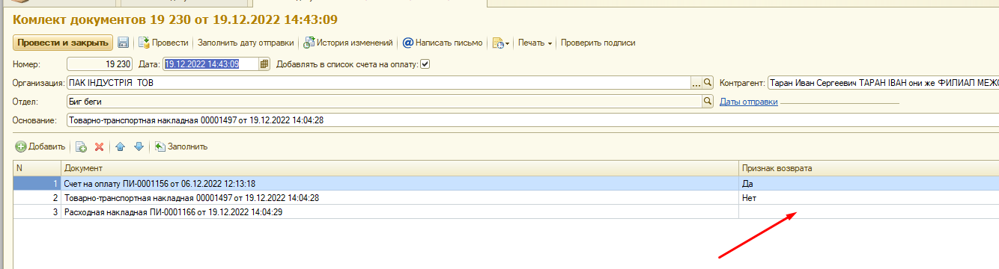 Комлект документов 19 230 от 19.12.2022 14:43:09
Провести и закрыть Провести Заполнить дату отправки История изменений Написать письмо Печать Проверить подписи
Номер: 19 230 Дата: 19.12.2022 14:43:09 Добавлять в список счета на оплату:
Организация: ПАК ІНДУСТРІЯ ТОВ ... Контрагент: Таран Иван Сергеевич ТАРАН ІВАН они же ФИЛИАЛ
Отдел: Биг беги Даты отправки
Основание: Товарно-транспортная накладная 00001497 от 19.12.2022 14:04:28
Добавить Заполнить
N Документ Признак возврата
1 Счет на оплату ПИ-0001156 от 06.12.2022 12:13:18 Да
2 Товарно-транспортная накладная 00001497 от 19.12.2022 14:04:28 Нет
3 Расходная накладная ПИ-0001166 от 19.12.2022 14:04:29